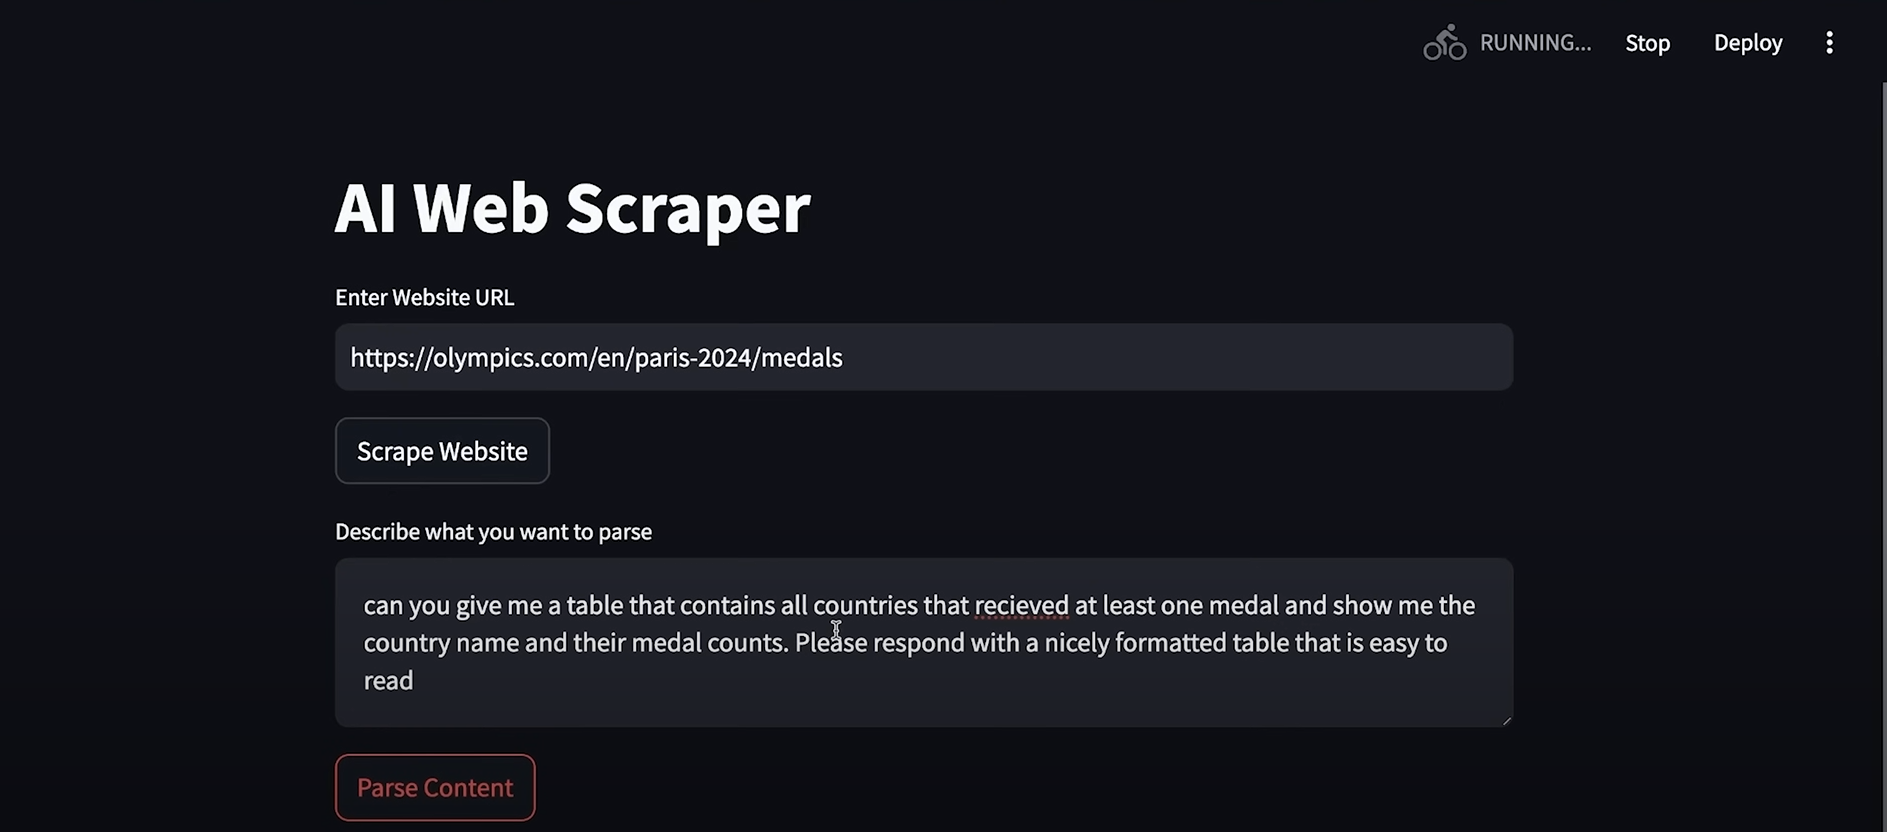 RUNNING... Stop Deploy
AI Web Scraper
Enter Website URL
https://olympics.com/en/paris-2024/medals
Scrape Website
Describe what you want to parse
can you give me a table that contains all countries that recieved at least one medal and show me the
country name and their medal counts. Please respond with a nicely formatted table that is easy to
read
Parse Content